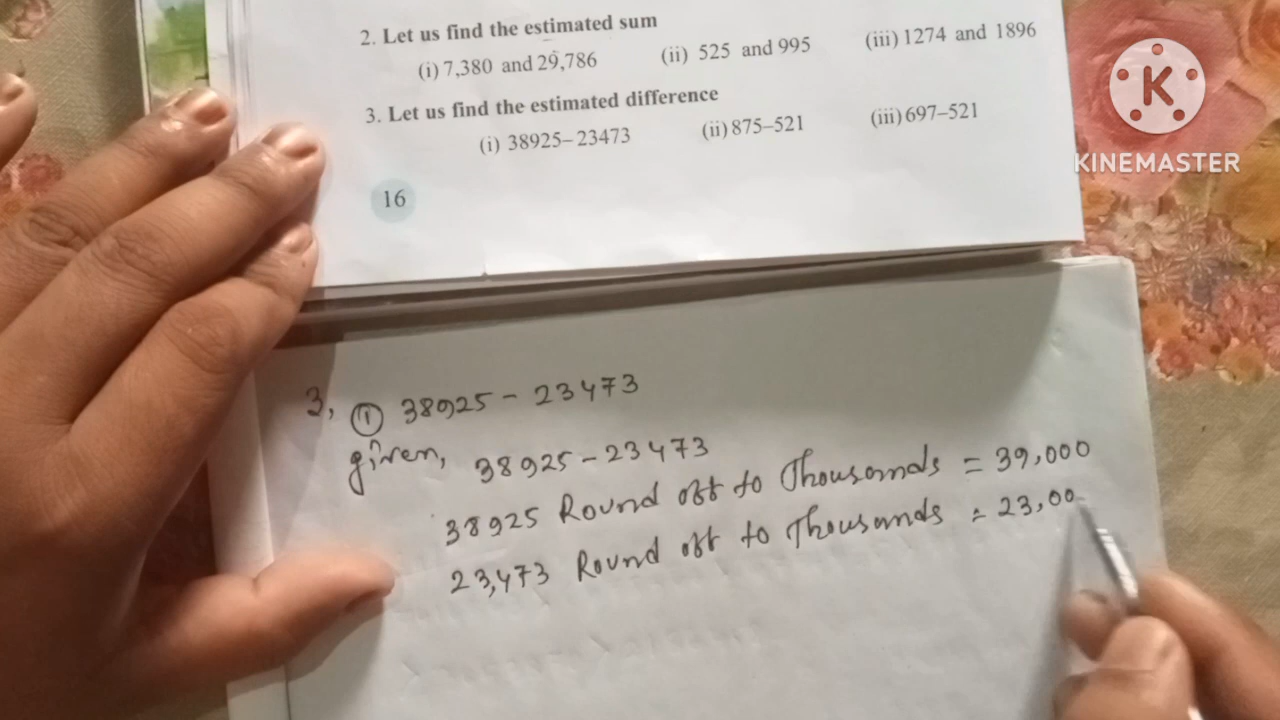 2. Let us find the estimated sum
(i) 7,380 and 29,786 (ii) 525 and 995 (iii) 1274 and 1896
3. Let us find the estimated difference
(i) 38925–23473 (ii) 875–521 (iii) 697–521
16
K
KINEMASTER
3, (1) 38925 - 23473
given, 38925 - 23473
38925 Round off to Thousands = 39,000
23,473 Round off to Thousands = 23,00